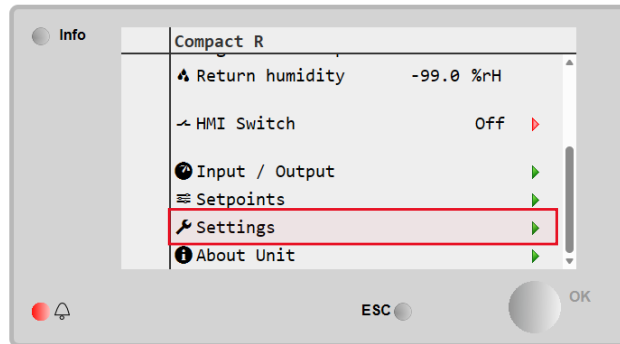 Info
Compact R
Return humidity -99.0 %rH
HMI Switch Off
Input / Output
Setpoints
Settings
About Unit
ESC
OK